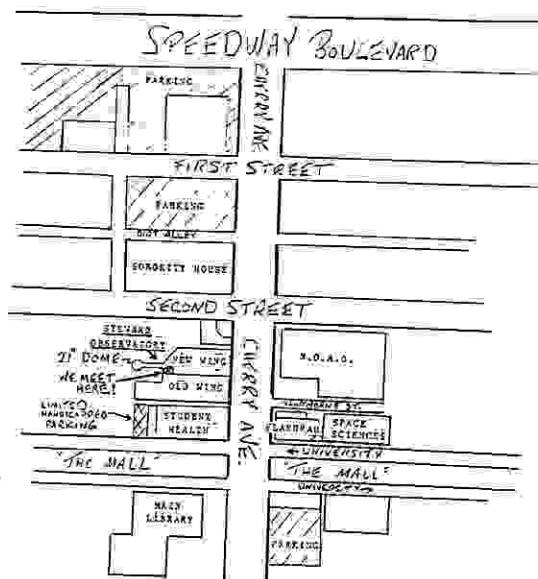 SPEEDWAY BOULEVARD
PARKING
CHERRY AVE
FIRST STREET
PARKING
DIRT ALLEY
SORORITY HOUSE
SECOND STREET
STEWARD
OBSERVATORY
21" DOME
NEW WING
WE MEET
HERE!
OLD WING
N.O.A.O.
CHERRY AVE.
LIMITED
HANDICAPPED
PARKING
STUDENT
HEALTH
FLANDRAU
SPACE
SCIENCES
UNIVERSITY
"THE MALL"
"THE MALL"
UNIVERSITY
MAIN
LIBRARY
PARKING